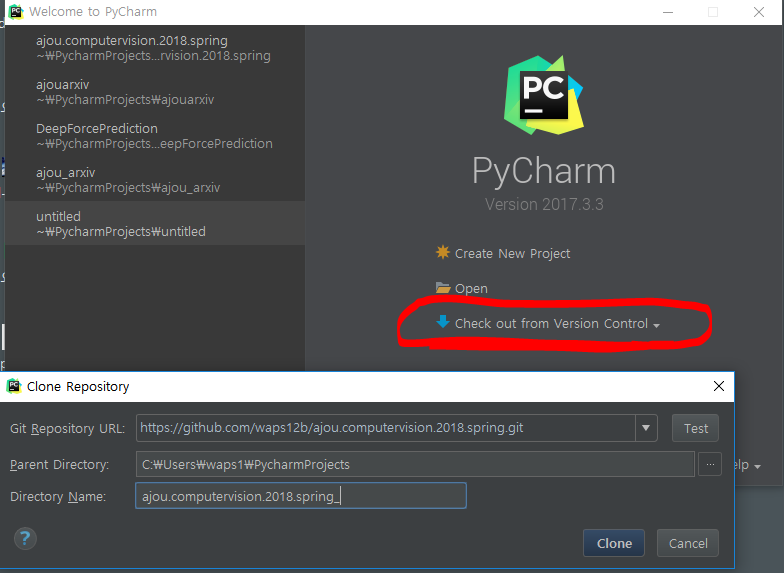 Welcome to PyCharm
ajou.computervision.2018.spring
~₩PycharmProjects...rvision.2018.spring
ajouarxiv
~₩PycharmProjects₩ajouarxiv
DeepForcePrediction
~₩PycharmProjects...eepForcePrediction
ajou_arxiv
~₩PycharmProjects₩ajou_arxiv
untitled
~₩PycharmProjects₩untitled
PC
PyCharm
Version 2017.3.3
Create New Project
Open
Check out from Version Control
Clone Repository
Git Repository URL: https://github.com/waps12b/ajou.computervision.2018.spring.git Test
Parent Directory: C:₩Users₩waps1₩PycharmProjects ...
elp
Directory Name: ajou.computervision.2018.spring_
? Clone Cancel